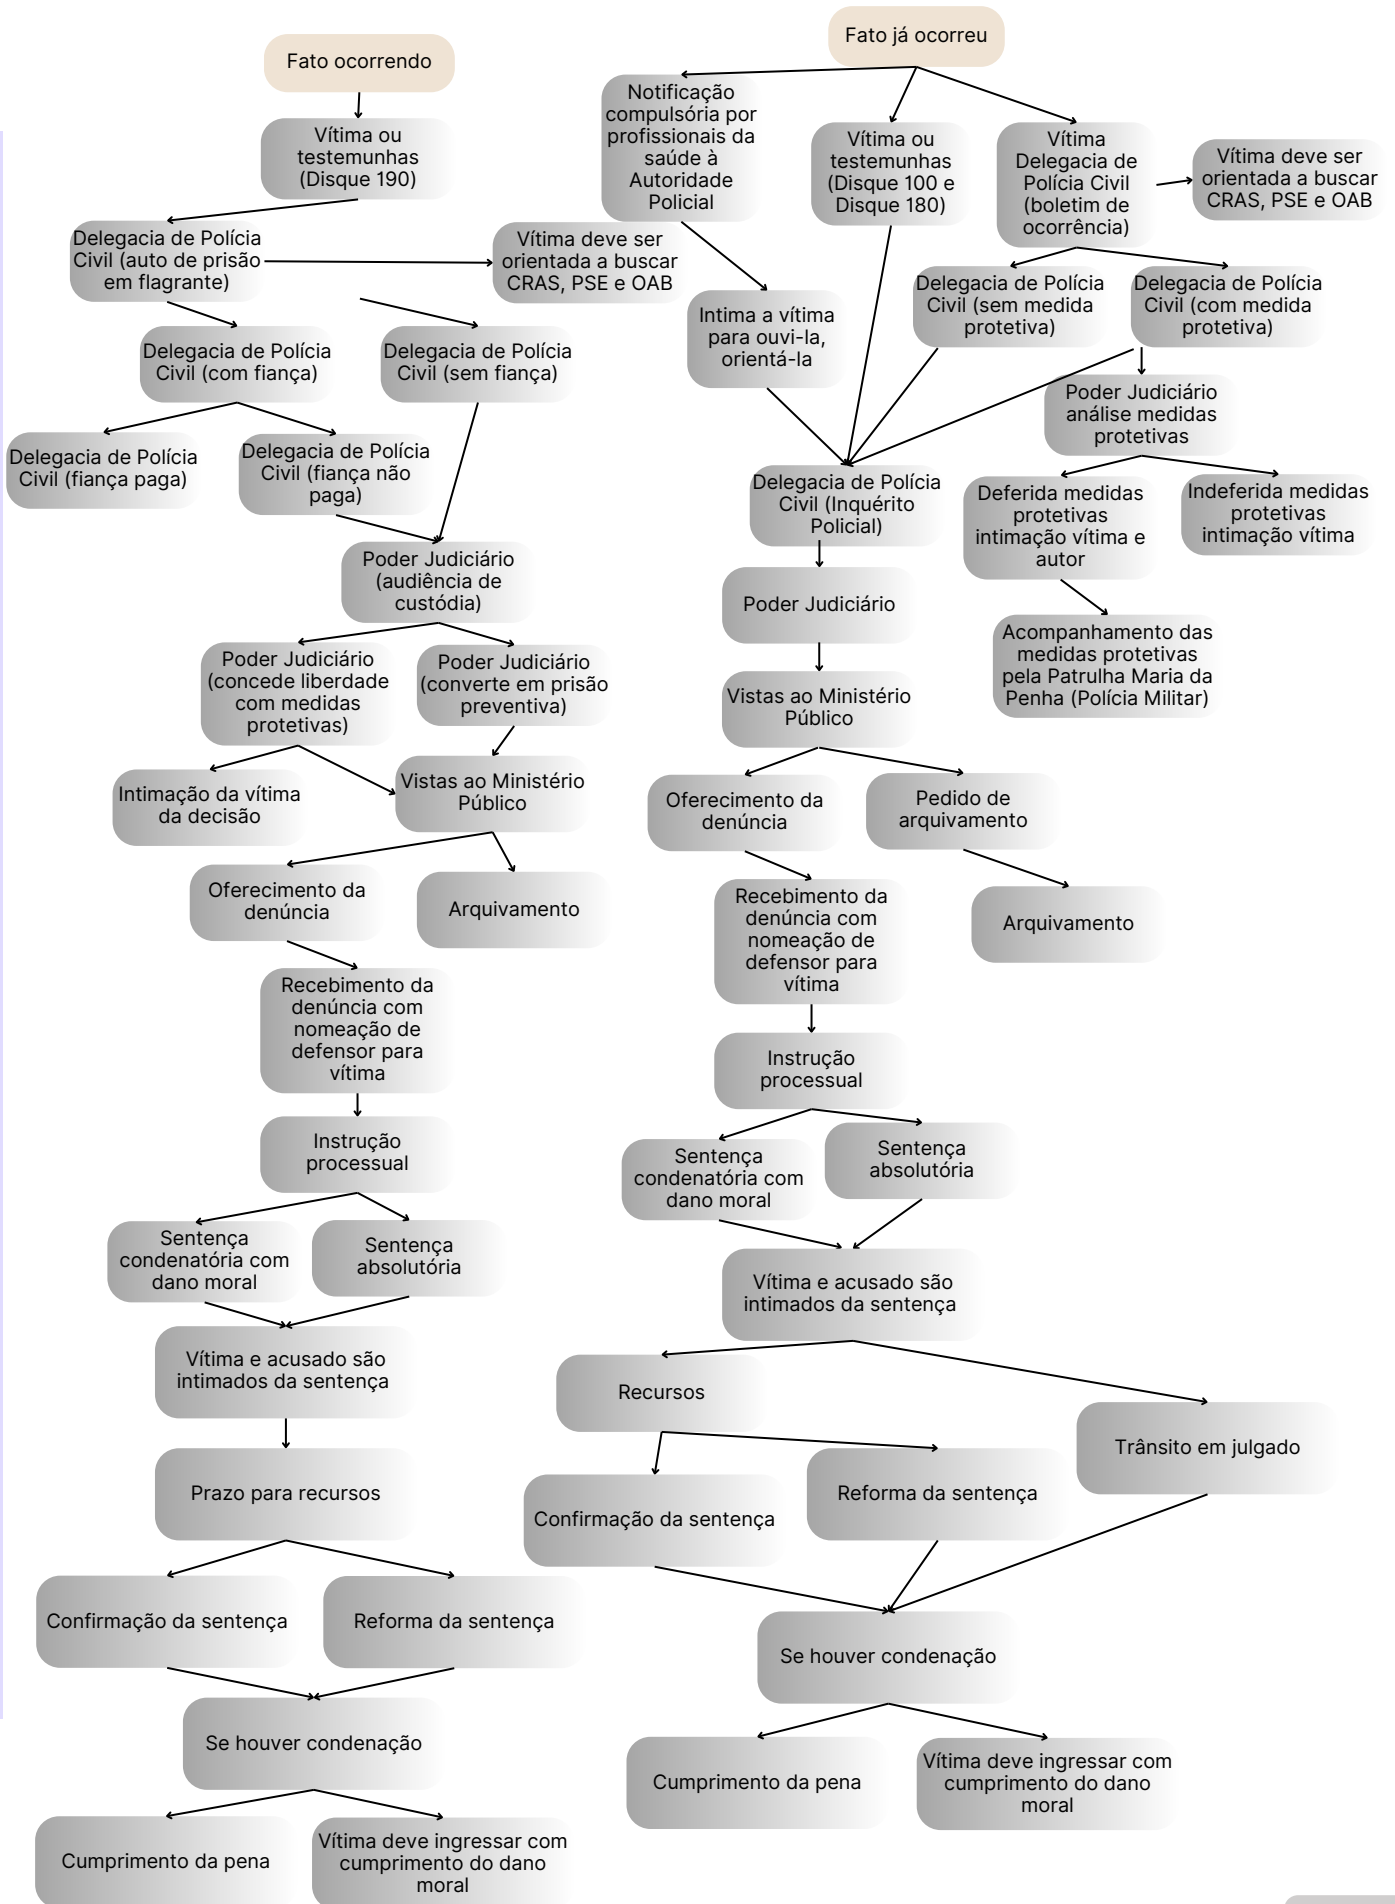 Fato ocorrendo
Vítima ou
testemunhas
(Disque 190)
Delegacia de Polícia
Civil (auto de prisão
em flagrante)
Vítima deve ser
orientada a buscar
CRAS, PSE e OAB
Delegacia de Polícia
Civil (com fiança)
Delegacia de Polícia
Civil (sem fiança)
Delegacia de Polícia
Civil (fiança paga)
Delegacia de Polícia
Civil (fiança não
paga)
Poder Judiciário
(audiência de
custódia)
Poder Judiciário
(concede liberdade
com medidas
protetivas)
Poder Judiciário
(converte em prisão
preventiva)
Intimação da vítima
da decisão
Vistas ao Ministério
Público
Oferecimento da
denúncia
Arquivamento
Recebimento da
denúncia com
nomeação de
defensor para
vítima
Instrução
processual
Sentença
condenatória com
dano moral
Sentença
absolutória
Vítima e acusado são
intimados da sentença
Prazo para recursos
Confirmação da sentença
Reforma da sentença
Se houver condenação
Cumprimento da pena
Vítima deve ingressar com
cumprimento do dano
moral
Fato já ocorreu
Notificação
compulsória por
profissionais da
saúde à
Autoridade
Policial
Vítima ou
testemunhas
(Disque 100 e
Disque 180)
Vítima
Delegacia de
Polícia Civil
(boletim de
ocorrência)
Vítima deve ser
orientada a buscar
CRAS, PSE e OAB
Intima a vítima
para ouvi-la,
orientá-la
Delegacia de Polícia
Civil (sem medida
protetiva)
Delegacia de Polícia
Civil (com medida
protetiva)
Poder Judiciário
análise medidas
protetivas
Delegacia de Polícia
Civil (Inquérito
Policial)
Deferida medidas
protetivas
intimação vítima e
autor
Indeferida medidas
protetivas
intimação vítima
Poder Judiciário
Acompanhamento das
medidas protetivas
pela Patrulha Maria da
Penha (Polícia Militar)
Vistas ao Ministério
Público
Oferecimento da
denúncia
Pedido de
arquivamento
Recebimento da
denúncia com
nomeação de
defensor para
vítima
Arquivamento
Instrução
processual
Sentença
condenatória com
dano moral
Sentença
absolutória
Vítima e acusado são
intimados da sentença
Recursos
Trânsito em julgado
Confirmação da sentença
Reforma da sentença
Se houver condenação
Cumprimento da pena
Vítima deve ingressar com
cumprimento do dano
moral